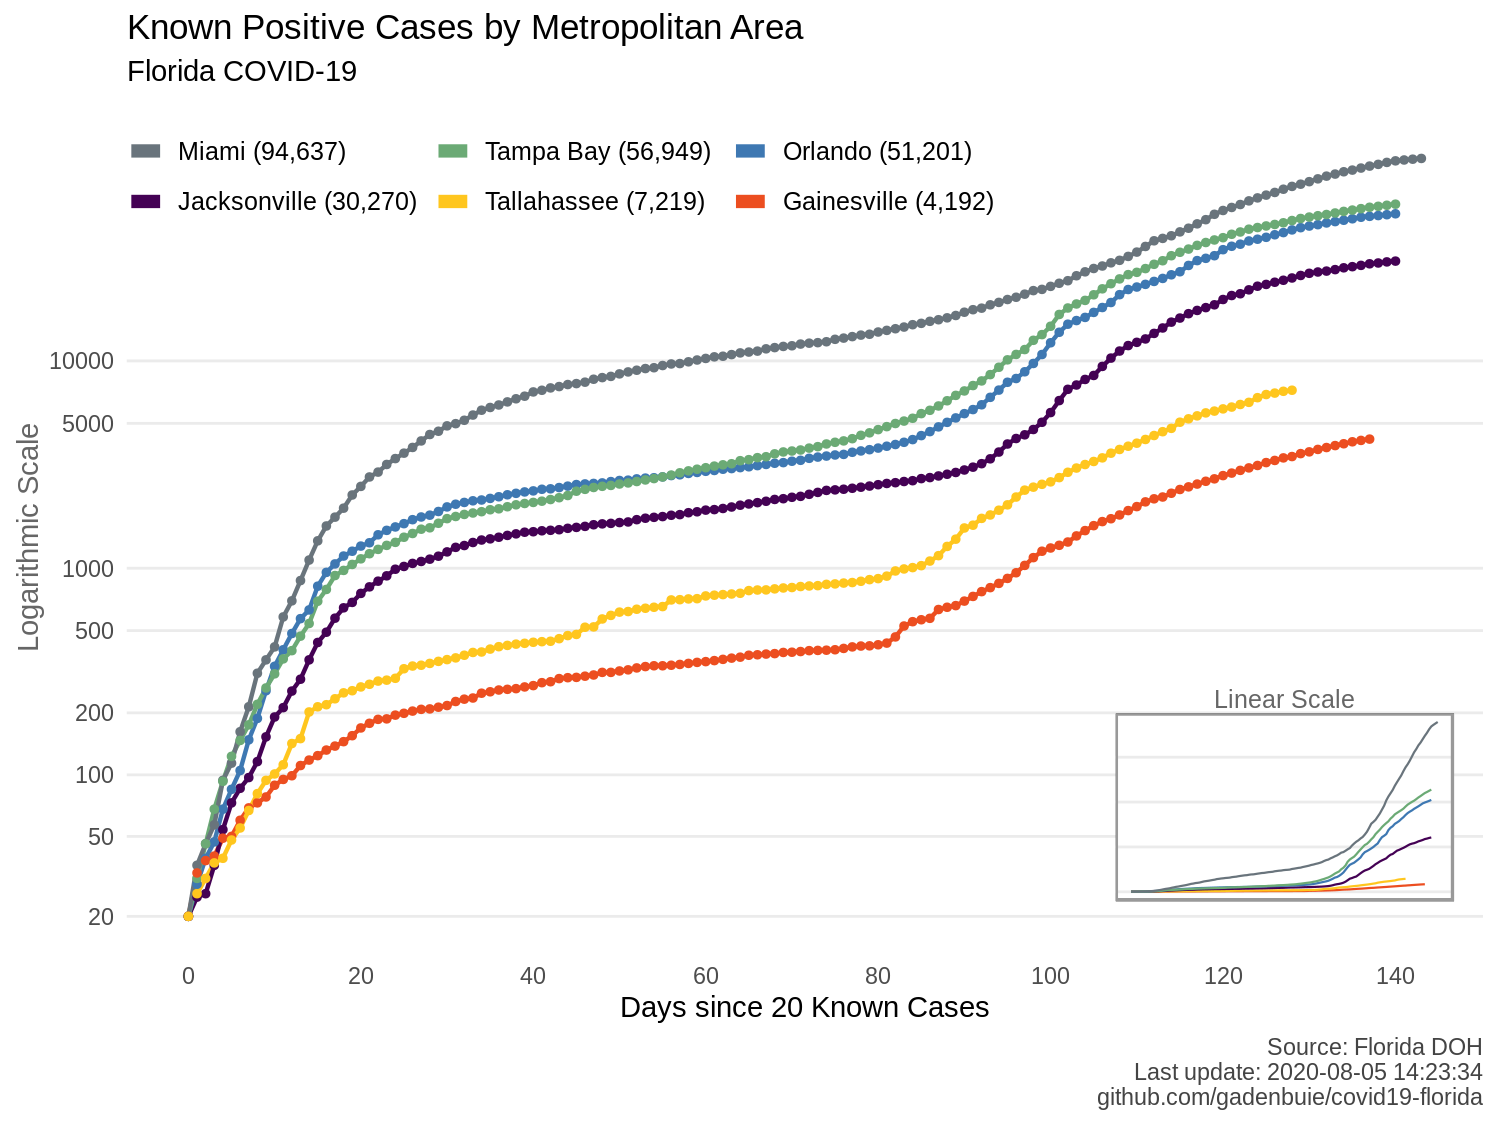 Known Positive Cases by Metropolitan Area
Florida COVID-19
Miami (94,637) Tampa Bay (56,949) Orlando (51,201)
Jacksonville (30,270) Tallahassee (7,219) Gainesville (4,192)
Logarithmic Scale
10000
5000
1000
500
200
100
50
20
Linear Scale
0 20 40 60 80 100 120 140
Days since 20 Known Cases
Source: Florida DOH
Last update: 2020-08-05 14:23:34
github.com/gadenbuie/covid19-florida